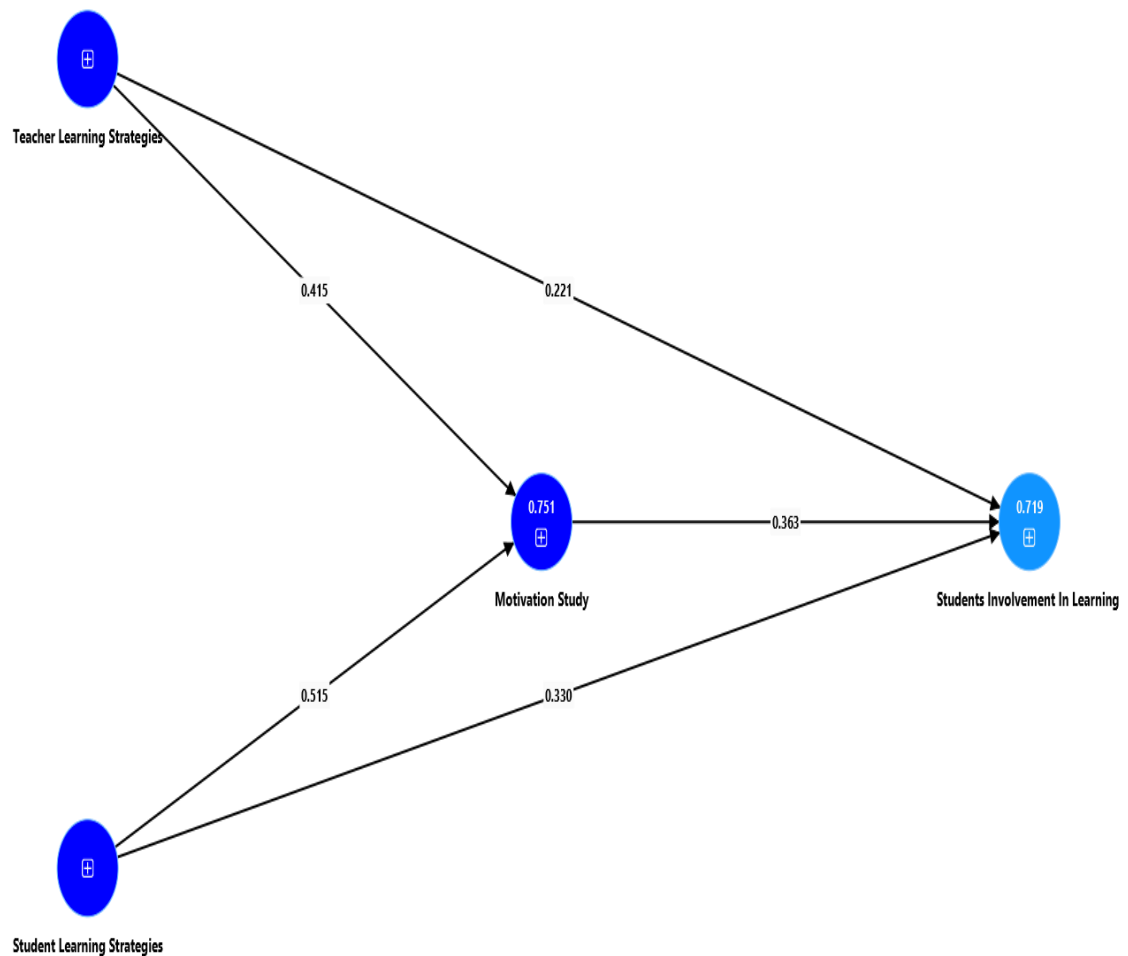 Teacher Learning Strategies
0.415
0.221
0.751
0.719
0.363
Motivation Study
Students Involvement In Learning
0.515
0.330
Student Learning Strategies